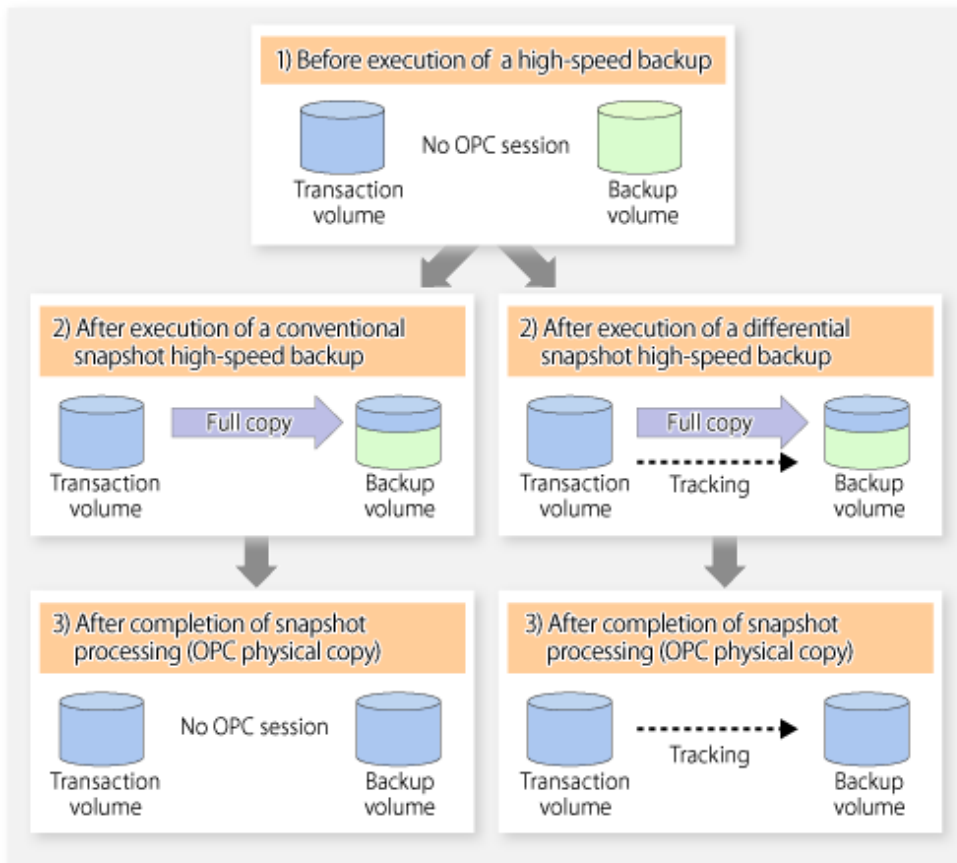 1) Before execution of a high-speed backup
No OPC session
Transaction
volume
Backup
volume
2) After execution of a conventional
snapshot high-speed backup
Full copy
Transaction
volume
Backup
volume
2) After execution of a differential
snapshot high-speed backup
Full copy
Tracking
Transaction
volume
Backup
volume
3) After completion of snapshot
processing (OPC physical copy)
No OPC session
Transaction
volume
Backup
volume
3) After completion of snapshot
processing (OPC physical copy)
Tracking
Transaction
volume
Backup
volume